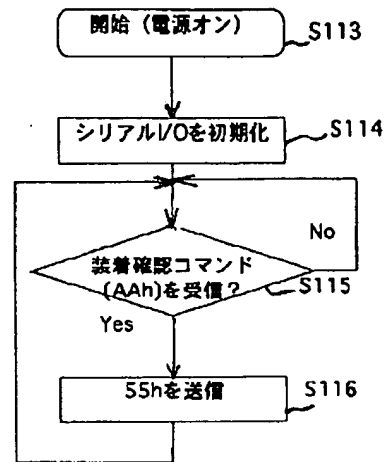 開始（電源オン）
S113
シリアルI/Oを初期化
S114
No
装着確認コマンド
(AAh)を受信？
S115
Yes
55hを送信
S116